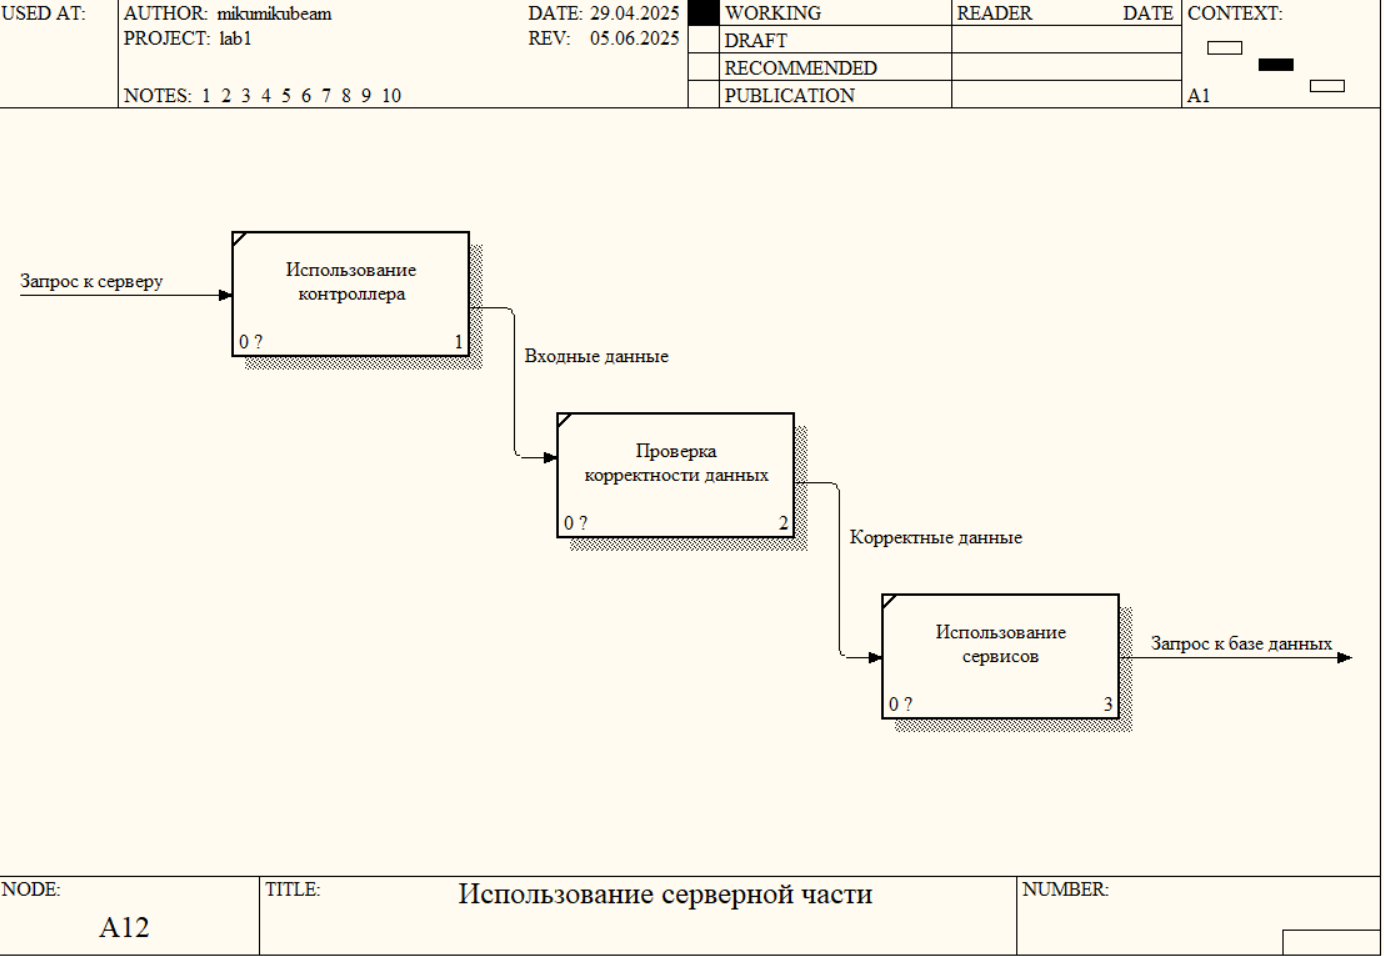 USED AT:
AUTHOR: mikumikubeam
DATE: 29.04.2025
PROJECT: lab1
REV: 05.06.2025
NOTES: 1 2 3 4 5 6 7 8 9 10
WORKING
DRAFT
RECOMMENDED
PUBLICATION
READER
DATE
CONTEXT:
A1
Запрос к серверу
Использование
контроллера
0 ?
1
Входные данные
Проверка
корректности данных
0 ?
2
Корректные данные
Использование
сервисов
0 ?
3
Запрос к базе данных
NODE:
A12
TITLE:
Использование серверной части
NUMBER: